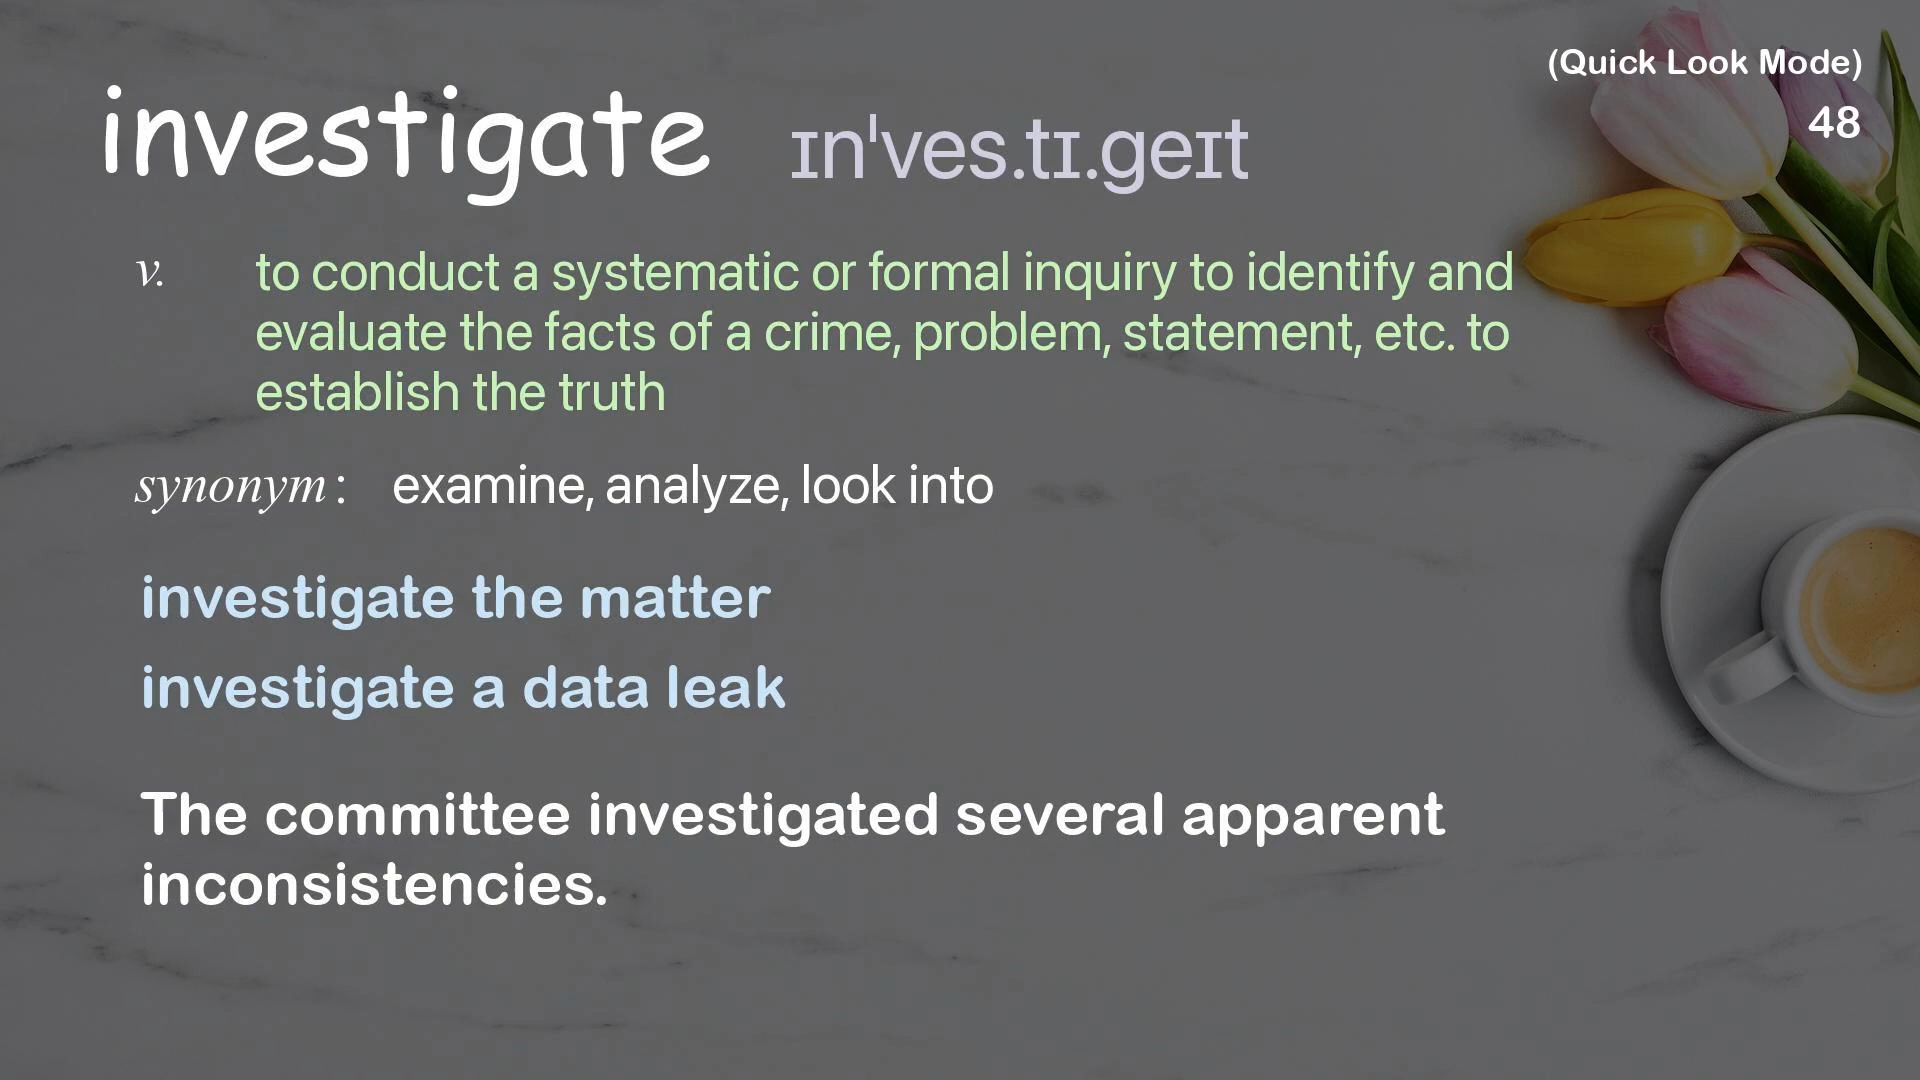 (Quick Look Mode)
48
investigate ɪnˈves.tɪ.geɪt
v. to conduct a systematic or formal inquiry to identify and
evaluate the facts of a crime, problem, statement, etc. to
establish the truth
synonym : examine, analyze, look into
investigate the matter
investigate a data leak
The committee investigated several apparent
inconsistencies.